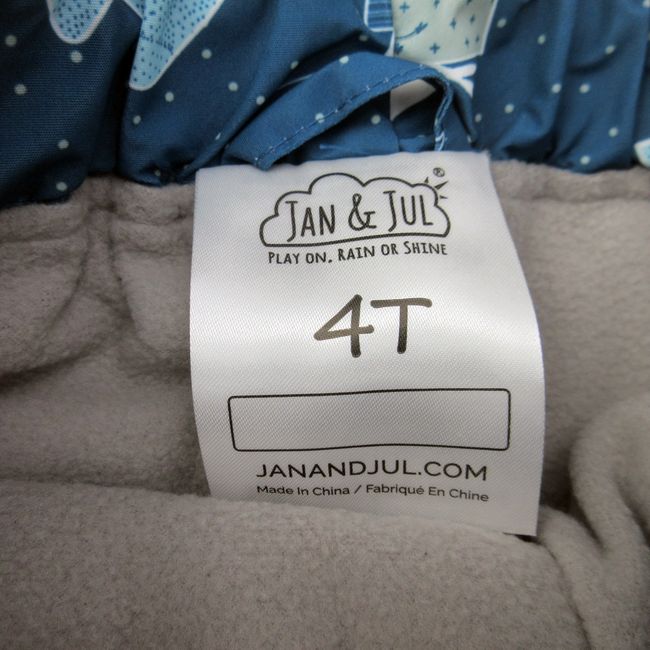 JAN & JUL®
PLAY ON. RAIN OR SHINE
4T
JANANDJUL.COM
Made In China / Fabriqué En Chine